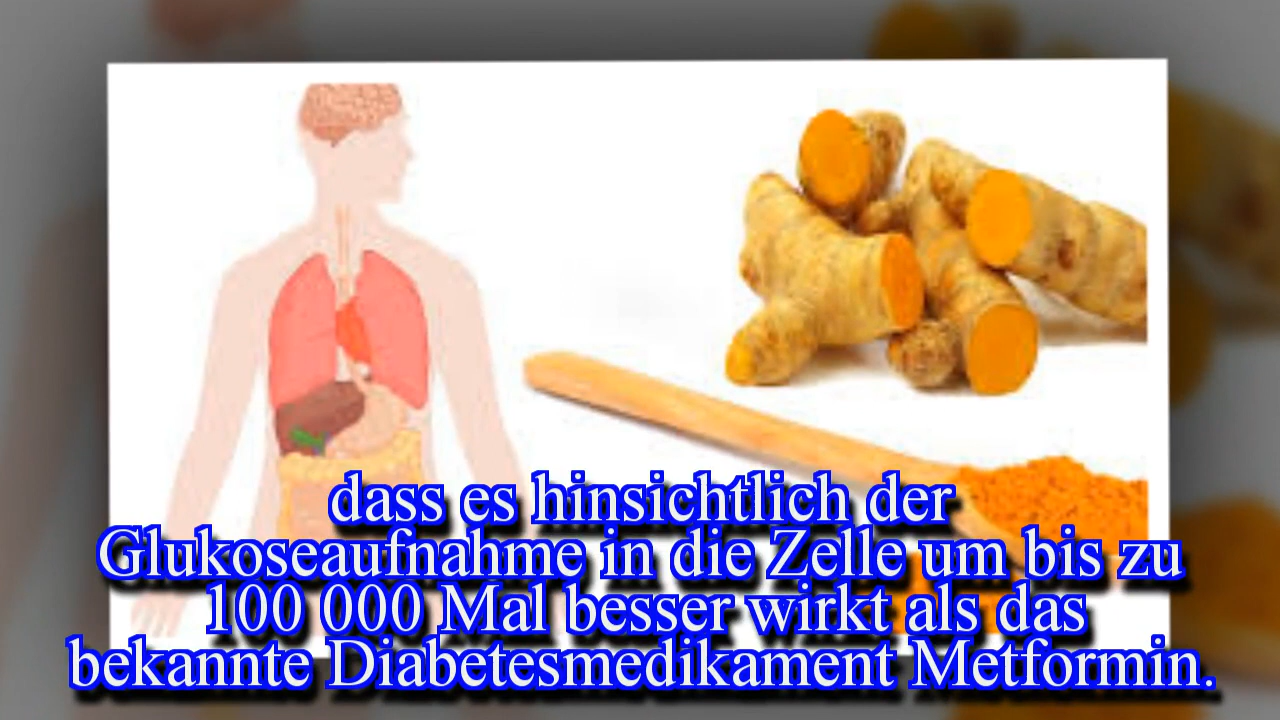 dass es hinsichtlich der
Glukoseaufnahme in die Zelle um bis zu
100 000 Mal besser wirkt als das
bekannte Diabetesmedikament Metformin.